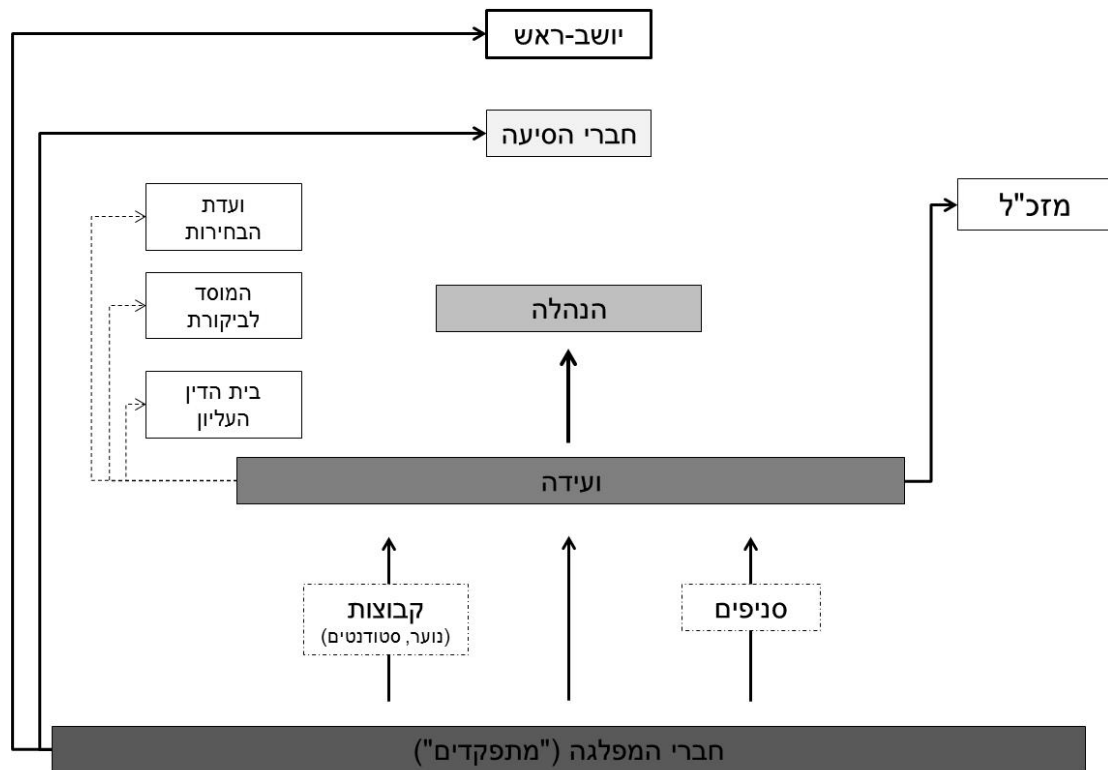 יושב-ראש
חברי הסיעה
מזכ"ל
ועדת
הבחירות
המוסד
לביקורת
הנהלה
בית הדין
העליון
ועידה
סניפים
קבוצות
(נוער, סטודנטים)
חברי המפלגה ("מתפקדים")